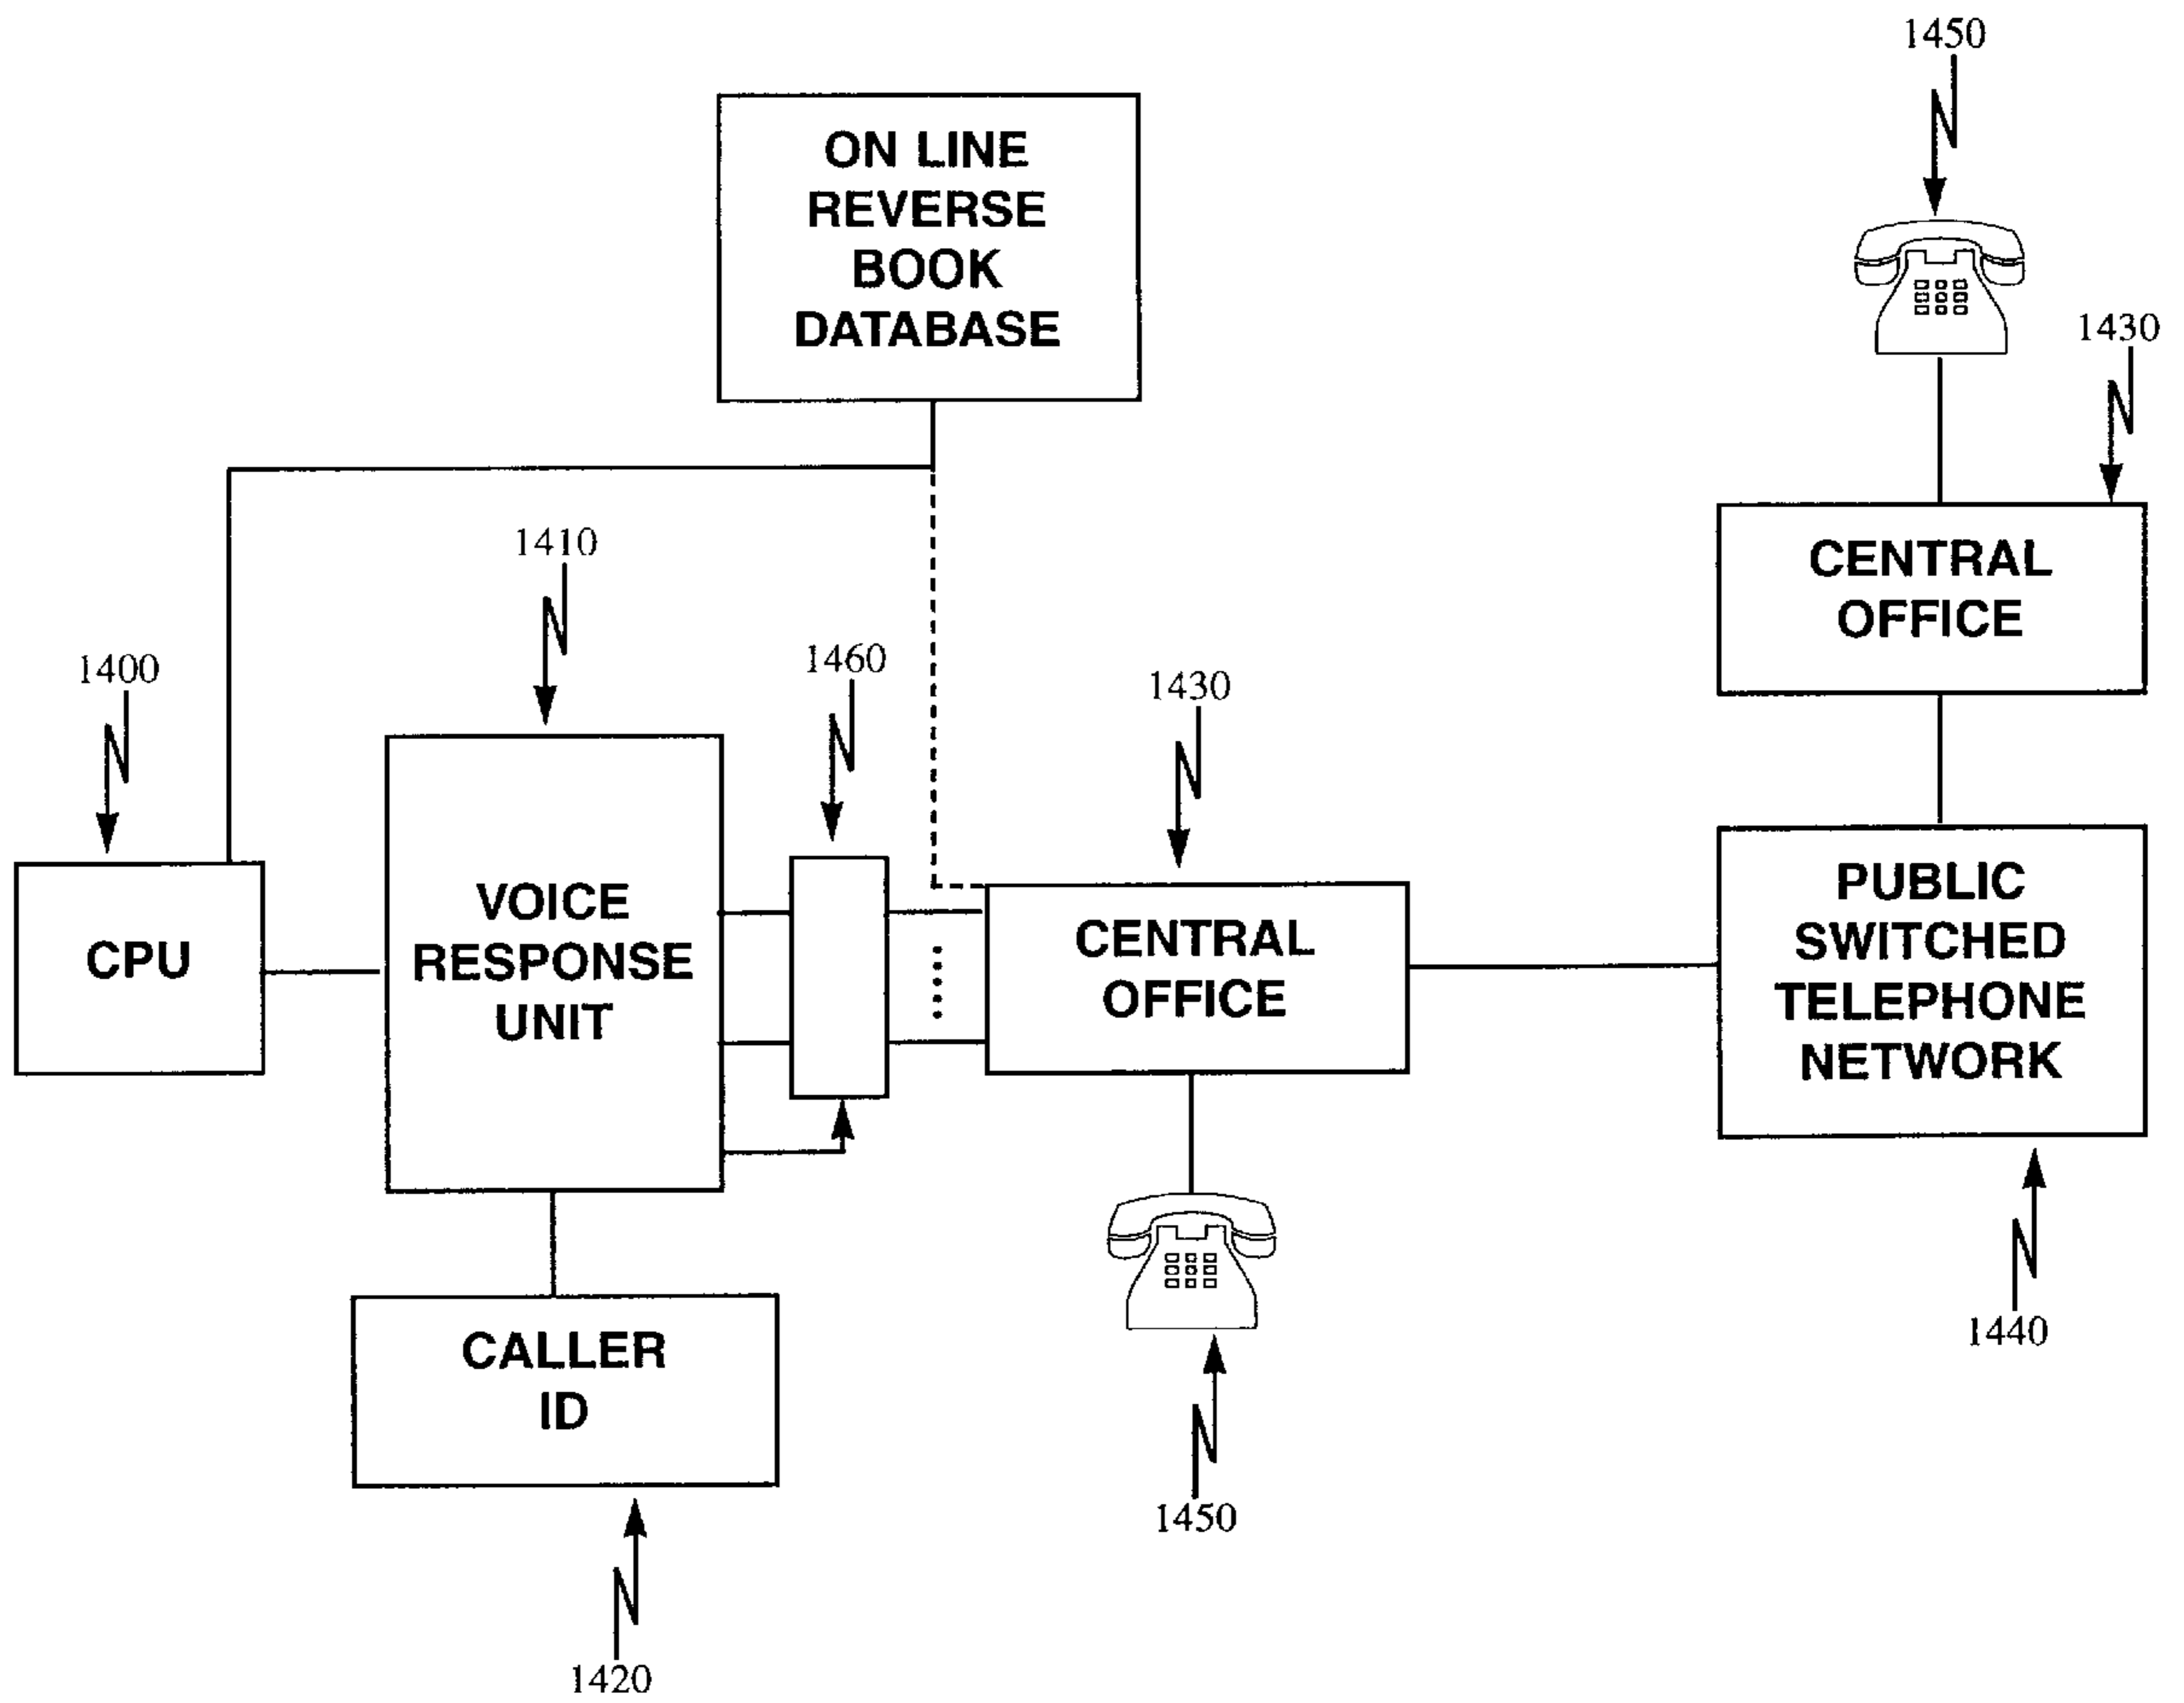 1450
ON LINE
REVERSE
BOOK
DATABASE
1430
1410
CENTRAL
OFFICE
1400
1460
1430
CPU
VOICE
RESPONSE
UNIT
CENTRAL
OFFICE
PUBLIC
SWITCHED
TELEPHONE
NETWORK
1440
CALLER
ID
1450
1420